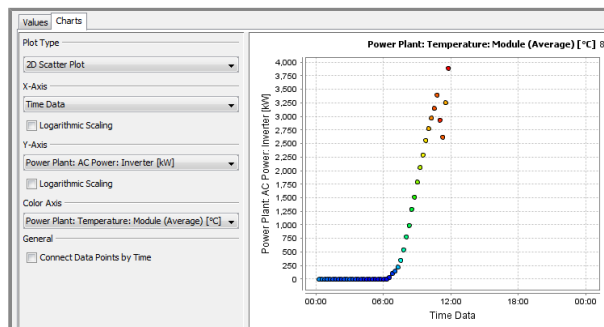 Values
Charts
Plot Type
2D Scatter Plot
X-Axis
Time Data
Logarithmic Scaling
Y-Axis
Power Plant: AC Power: Inverter [kW]
Logarithmic Scaling
Color Axis
Power Plant: Temperature: Module (Average) [°C]
General
Connect Data Points by Time
Power Plant: Temperature: Module (Average) [°C] 8
Power Plant: AC Power: Inverter [kW]
4,000
3,750
3,500
3,250
3,000
2,750
2,500
2,250
2,000
1,750
1,500
1,250
1,000
750
500
250
0
00:00 06:00 12:00 18:00 00:00
Time Data